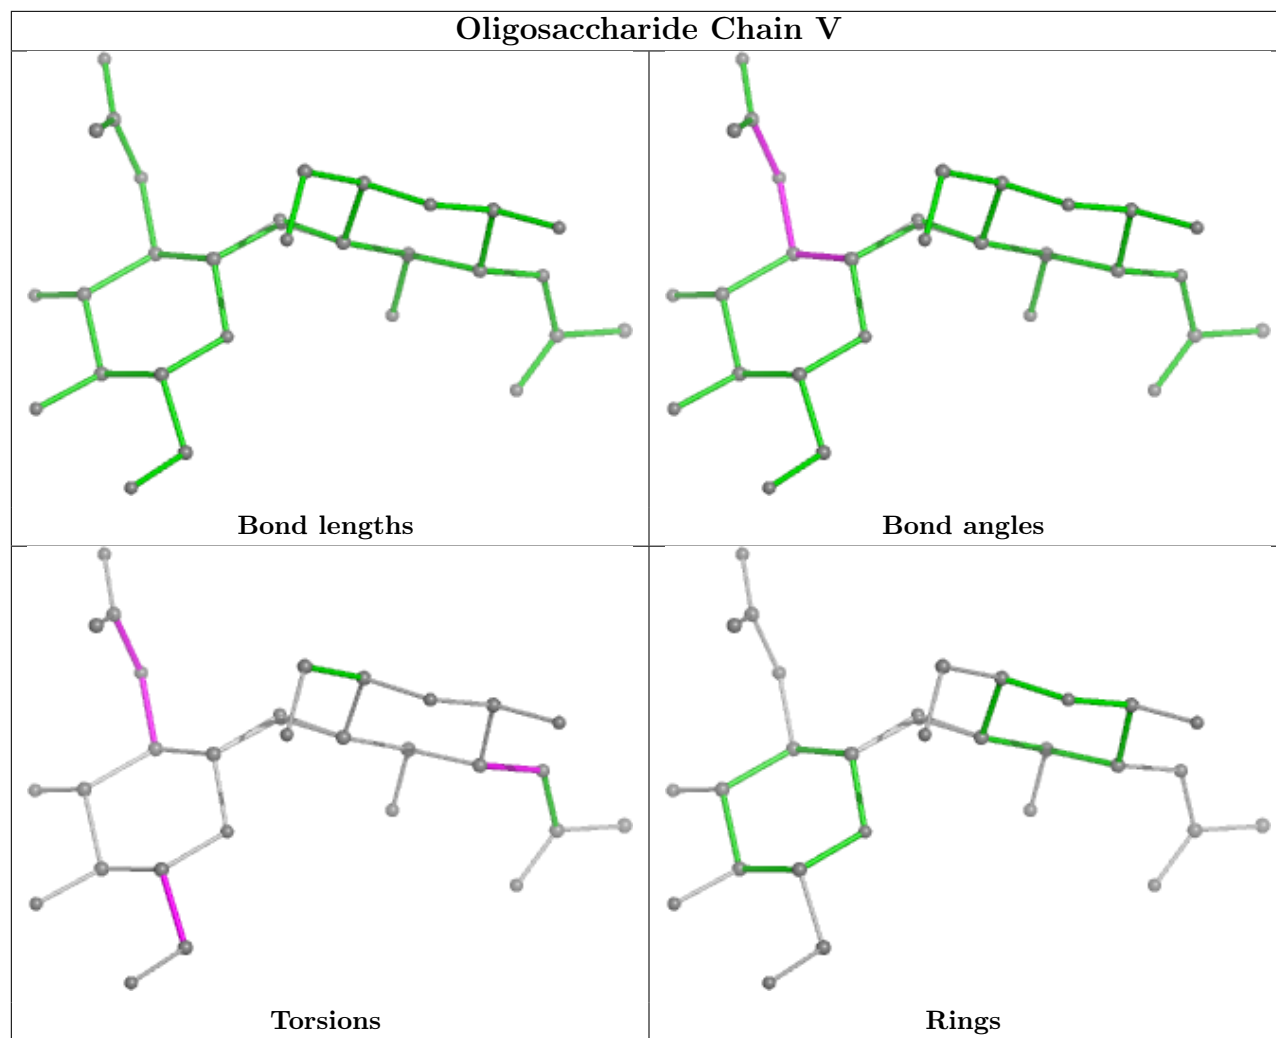 Oligosaccharide Chain V
Bond lengths
Bond angles
Torsions
Rings